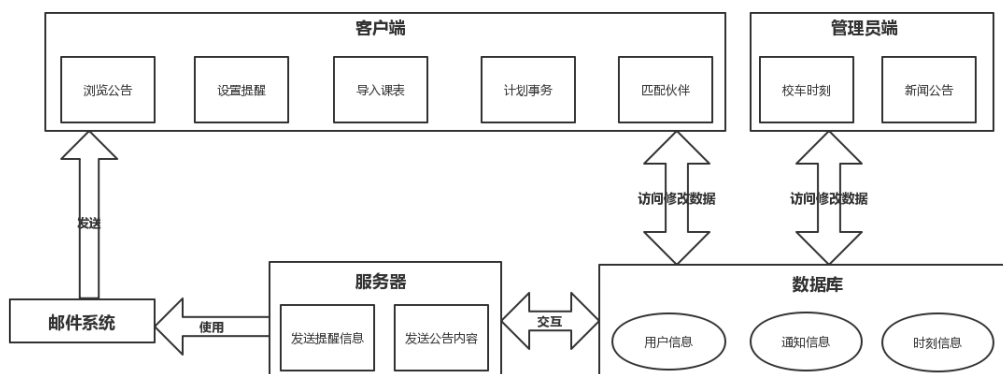 客户端
管理员端
浏览公告
设置提醒
导入课表
计划事务
匹配伙伴
校车时刻
新闻公告
发送
访问修改数据
访问修改数据
服务器
数据库
邮件系统
使用
发送提醒信息
发送公告内容
交互
用户信息
通知信息
时刻信息